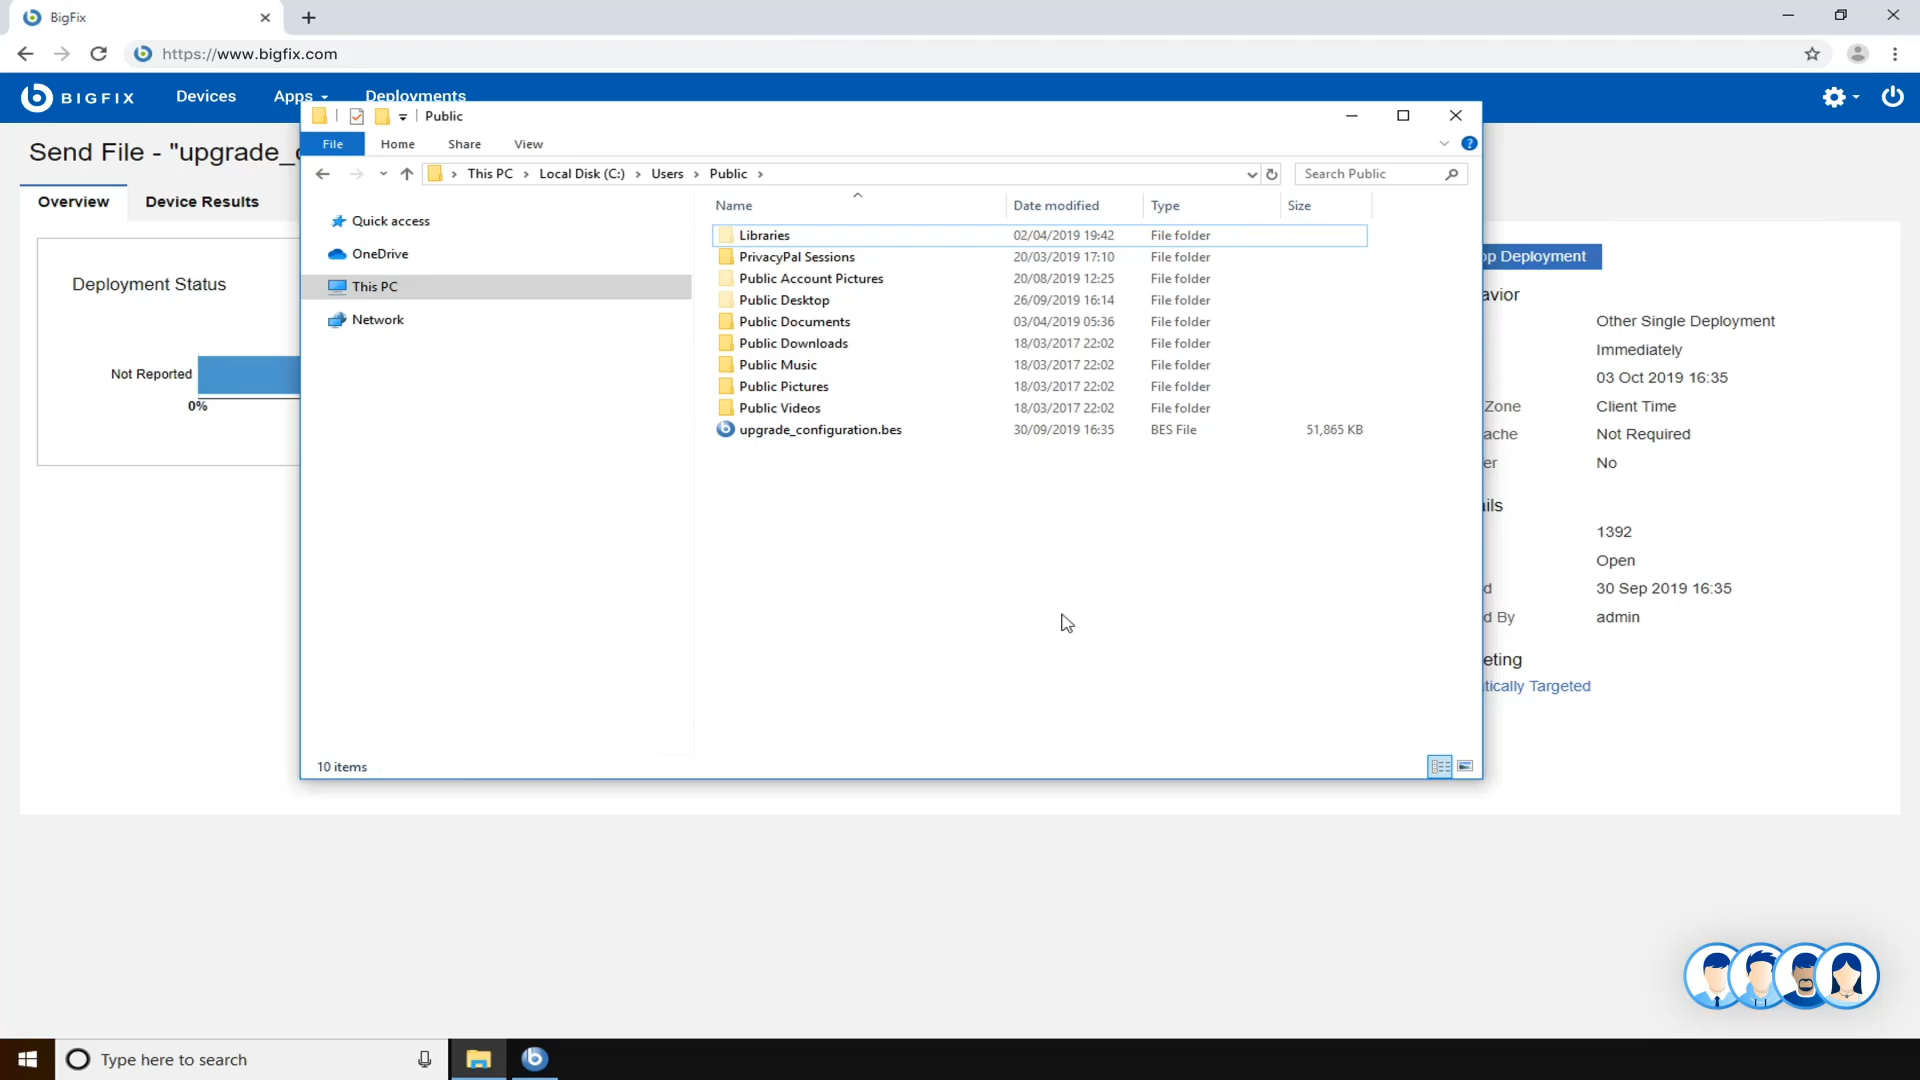 BigFix
https://www.bigfix.com
BIGFIX Devices Apps Deployments
Public
Send File - "upgrade_
File Home Share View
This PC > Local Disk (C:) > Users > Public >
Search Public
Overview Device Results
Name Date modified Type Size
Quick access
OneDrive
This PC
Network
Libraries 02/04/2019 19:42 File folder
PrivacyPal Sessions 20/03/2019 17:10 File folder
Public Account Pictures 20/08/2019 12:25 File folder
Public Desktop 26/09/2019 16:14 File folder
Public Documents 03/04/2019 05:36 File folder
Public Downloads 18/03/2017 22:02 File folder
Public Music 18/03/2017 22:02 File folder
Public Pictures 18/03/2017 22:02 File folder
Public Videos 18/03/2017 22:02 File folder
upgrade_configuration.bes 30/09/2019 16:35 BES File 51,865 KB
10 items
Deployment Status
Not Reported
0%
op Deployment
avior
Other Single Deployment
Immediately
03 Oct 2019 16:35
Zone Client Time
ache Not Required
er No
ils
1392
Open
d 30 Sep 2019 16:35
d By admin
eting
tically Targeted
Type here to search